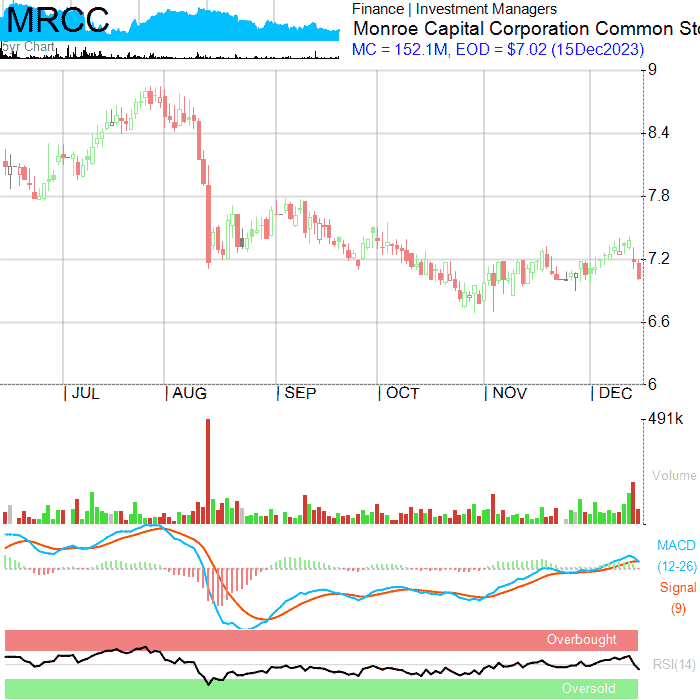 MRCC
5yr Chart
Finance | Investment Managers
Monroe Capital Corporation Common Sto
MC = 152.1M, EOD = $7.02 (15Dec2023)
9
8.4
7.8
7.2
6.6
6
| JUL | AUG | SEP | OCT | NOV | DEC
491k
Volume
MACD
(12-26)
Signal
(9)
Overbought
RSI(14)
Oversold